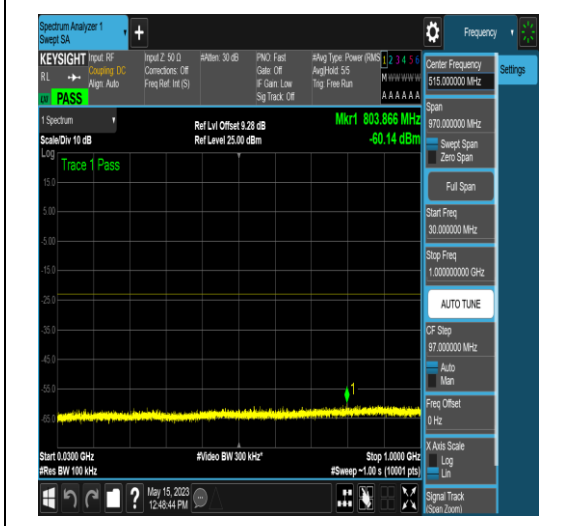 Spectrum Analyzer 1
Swept SA
+
Frequency
KEYSIGHT
RL
PASS
Input: RF
Coupling: DC
Align: Auto
Input Z: 50 Ω
Corrections: Off
Freq Ref: Int (S)
#Atten: 30 dB
PNO: Fast
Gate: Off
IF Gain: Low
Sig Track: Off
#Avg Type: Power (RMS
Avg|Hold: 5/5
Trig: Free Run
1 2 3 4 5 6
M W W W W W
A A A A A A
1 Spectrum
Scale/Div 10 dB
Ref Lvl Offset 9.28 dB
Ref Level 25.00 dBm
Mkr1 803.866 MHz
-60.14 dBm
Log
Trace 1 Pass
15.0
5.00
-5.00
-15.0
-25.0
-35.0
-45.0
-55.0
-65.0
1
Start 0.0300 GHz
#Res BW 100 kHz
#Video BW 300 kHz*
Stop 1.0000 GHz
#Sweep ~1.00 s (10001 pts)
?
May 15, 2023
12:48:44 PM
Center Frequency
515.000000 MHz
Settings
Span
970.000000 MHz
Swept Span
Zero Span
Full Span
Start Freq
30.000000 MHz
Stop Freq
1.000000000 GHz
AUTO TUNE
CF Step
97.000000 MHz
Auto
Man
Freq Offset
0 Hz
X Axis Scale
Log
Lin
Signal Track
(Span Zoom)